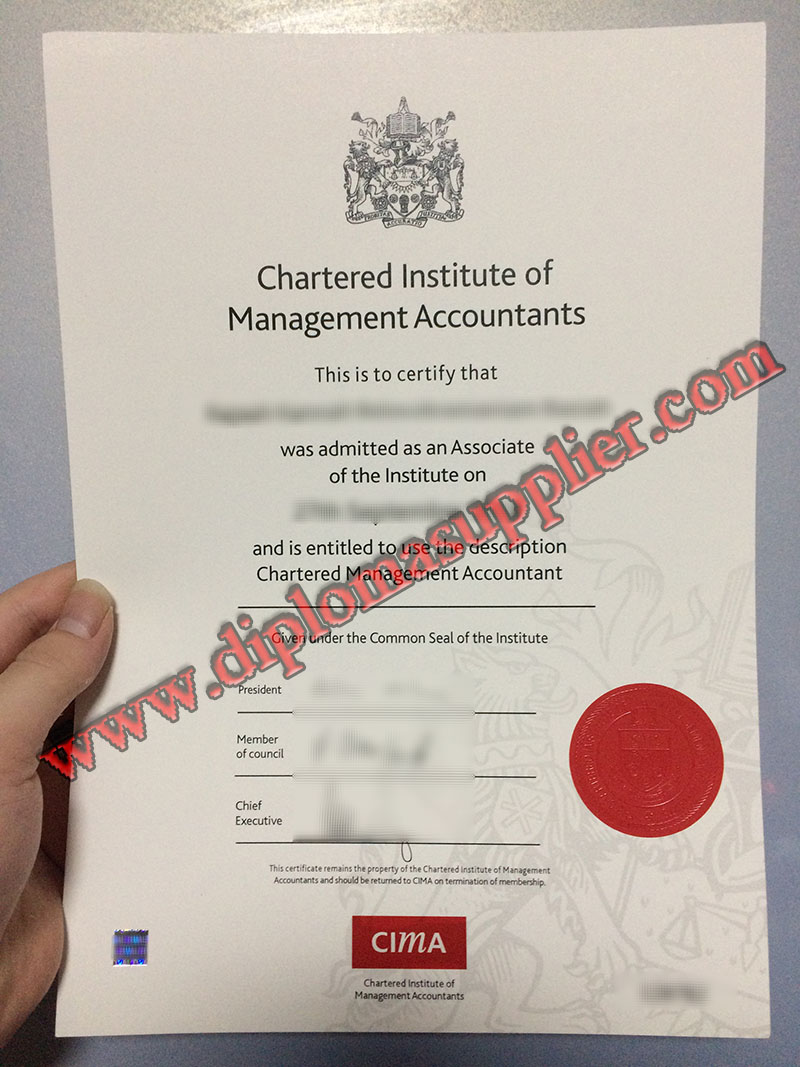 Chartered Institute of
Management Accountants
This is to certify that
was admitted as an Associate
of the Institute on
27th September
and is entitled to use the description
Chartered Management Accountant
www.diplomasupplier.com
Given under the Common Seal of the Institute
President
Member
of council
Chief
Executive
This certificate remains the property of the Chartered Institute of Management
Accountants and should be returned to CIMA on termination of membership.
CIMA
Chartered Institute of
Management Accountants